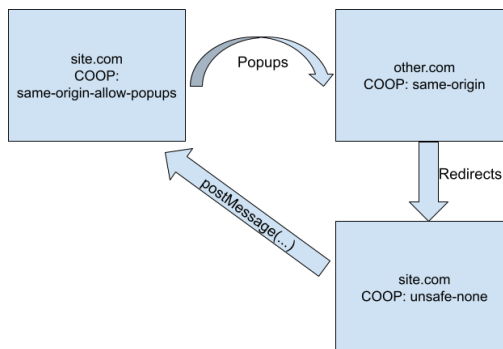 site.com
COOP:
same-origin-allow-popups
Popups
other.com
COOP: same-origin
Redirects
postMessage(...)
site.com
COOP: unsafe-none